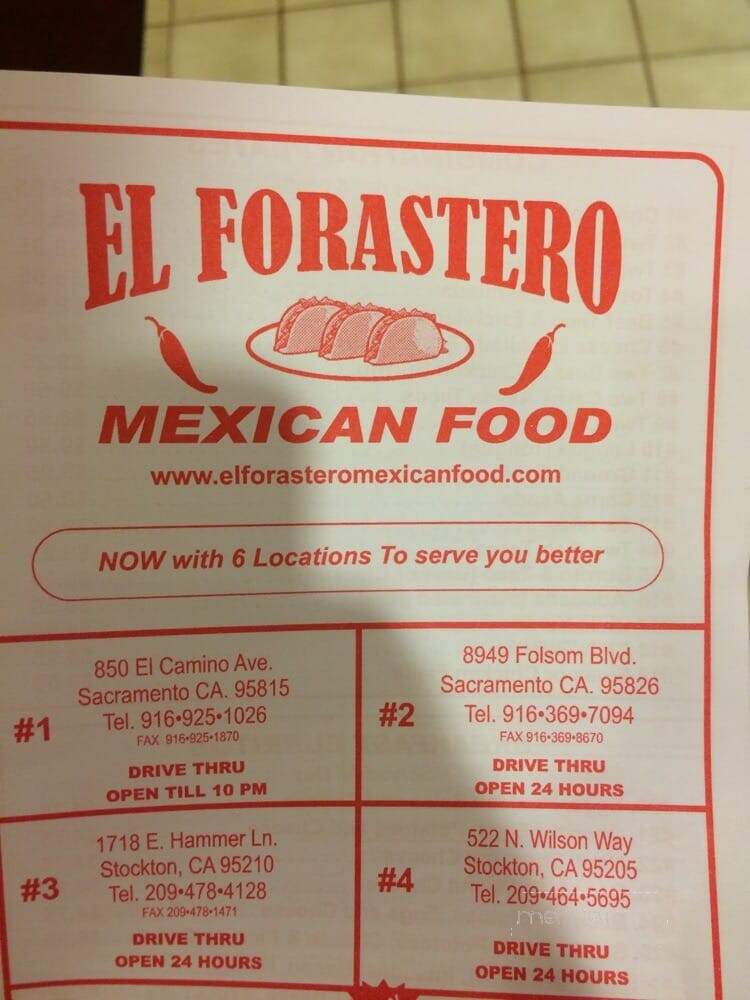 EL FORASTERO
MEXICAN FOOD
www.elforasteromexicanfood.com
NOW with 6 Locations To serve you better
#1
850 El Camino Ave.
Sacramento CA. 95815
Tel. 916•925•1026
FAX 916•925•1870
DRIVE THRU
OPEN TILL 10 PM
#2
8949 Folsom Blvd.
Sacramento CA. 95826
Tel. 916•369•7094
FAX 916•369•8670
DRIVE THRU
OPEN 24 HOURS
#3
1718 E. Hammer Ln.
Stockton, CA 95210
Tel. 209•478•4128
FAX 209•478•1471
DRIVE THRU
OPEN 24 HOURS
#4
522 N. Wilson Way
Stockton, CA 95205
Tel. 209•464•5695
DRIVE THRU
OPEN 24 HOURS